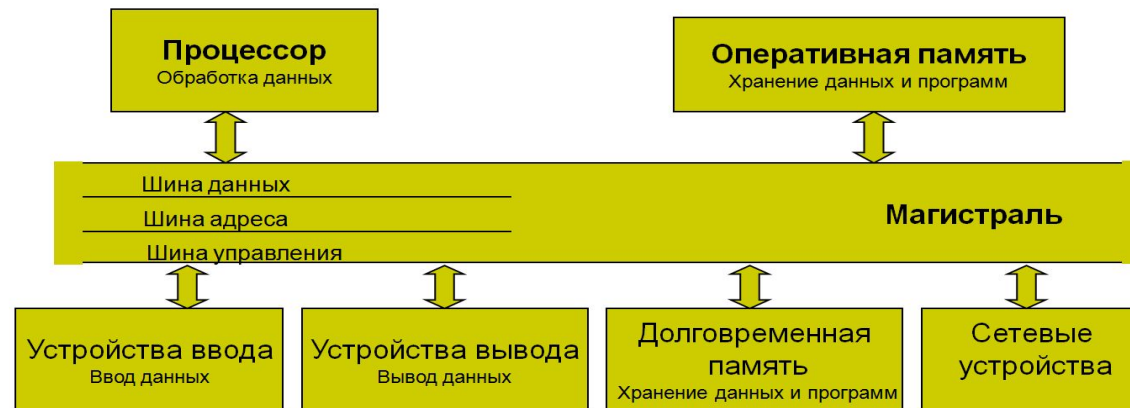 Процессор
Обработка данных
Оперативная память
Хранение данных и программ
Шина данных
Шина адреса
Магистраль
Шина управления
Устройства ввода
Ввод данных
Устройства вывода
Вывод данных
Долговременная
память
Хранение данных и программ
Сетевые
устройства